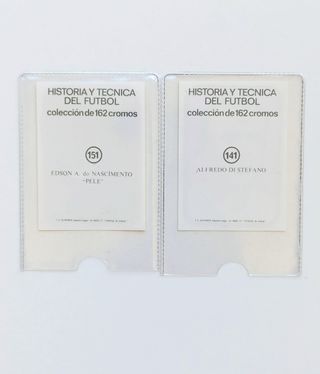 HISTORIA Y TECNICA
DEL FUTBOL
colección de 162 cromos
151
EDSON A. do NASCIMENTO
"PELE"
HISTORIA Y TECNICA
DEL FUTBOL
colección de 162 cromos
141
ALFREDO DI STEFANO